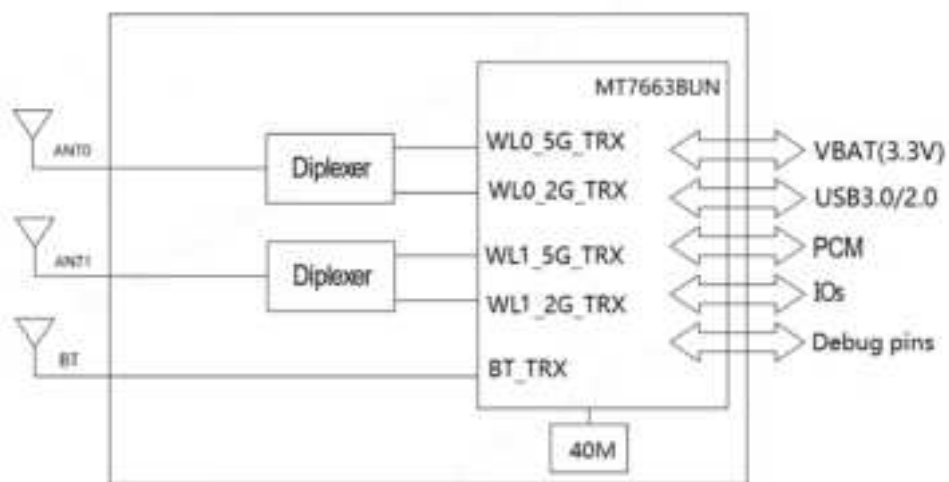 MT7663BUN
ANT0
Diplexer
WL0_5G_TRX
WL0_2G_TRX
ANT1
Diplexer
WL1_5G_TRX
WL1_2G_TRX
BT
BT_TRX
40M
VBAT(3.3V)
USB3.0/2.0
PCM
IOs
Debug pins